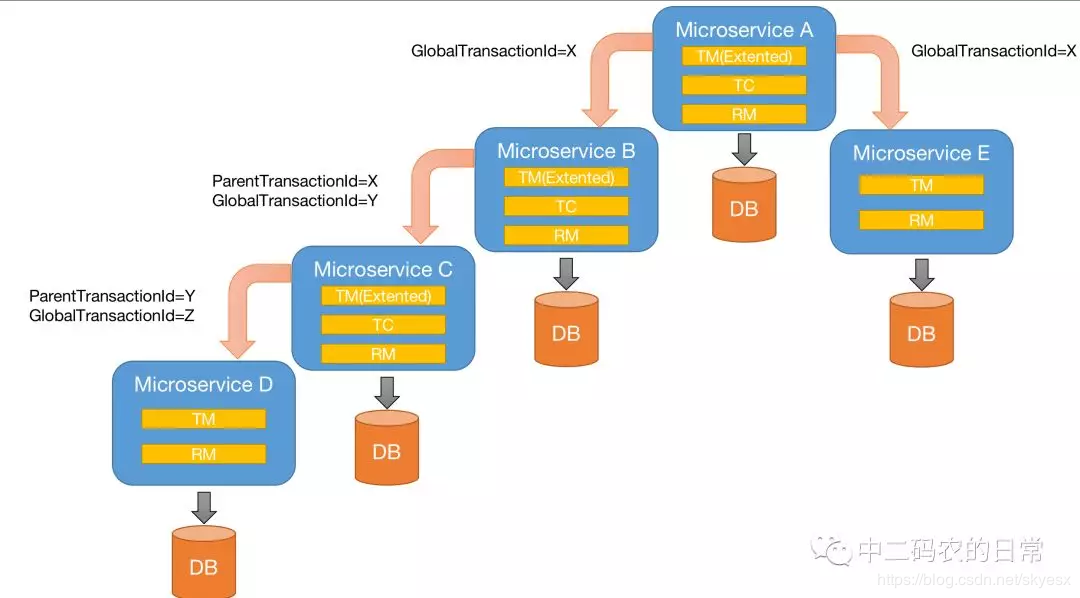 Microservice A
TM(Extented)
TC
RM
GlobalTransactionId=X
GlobalTransactionId=X
DB
Microservice B
TM(Extented)
TC
RM
DB
Microservice E
TM
RM
DB
ParentTransactionId=X
GlobalTransactionId=Y
Microservice C
TM(Extented)
TC
RM
DB
ParentTransactionId=Y
GlobalTransactionId=Z
Microservice D
TM
RM
DB
中二码农的日常
https://blog.csdn.net/skyesx